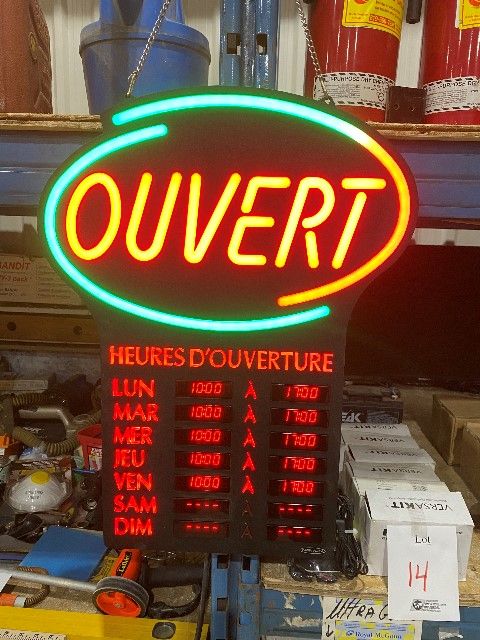 OUVERT
HEURES D'OUVERTURE
LUN 10:00 À 17:00
MAR 10:00 À 17:00
MER 10:00 À 17:00
JEU 10:00 À 17:00
VEN 10:00 À 17:00
SAM --:-- À --:--
DIM --:-- À --:--
VERSAKIT
Lot
14